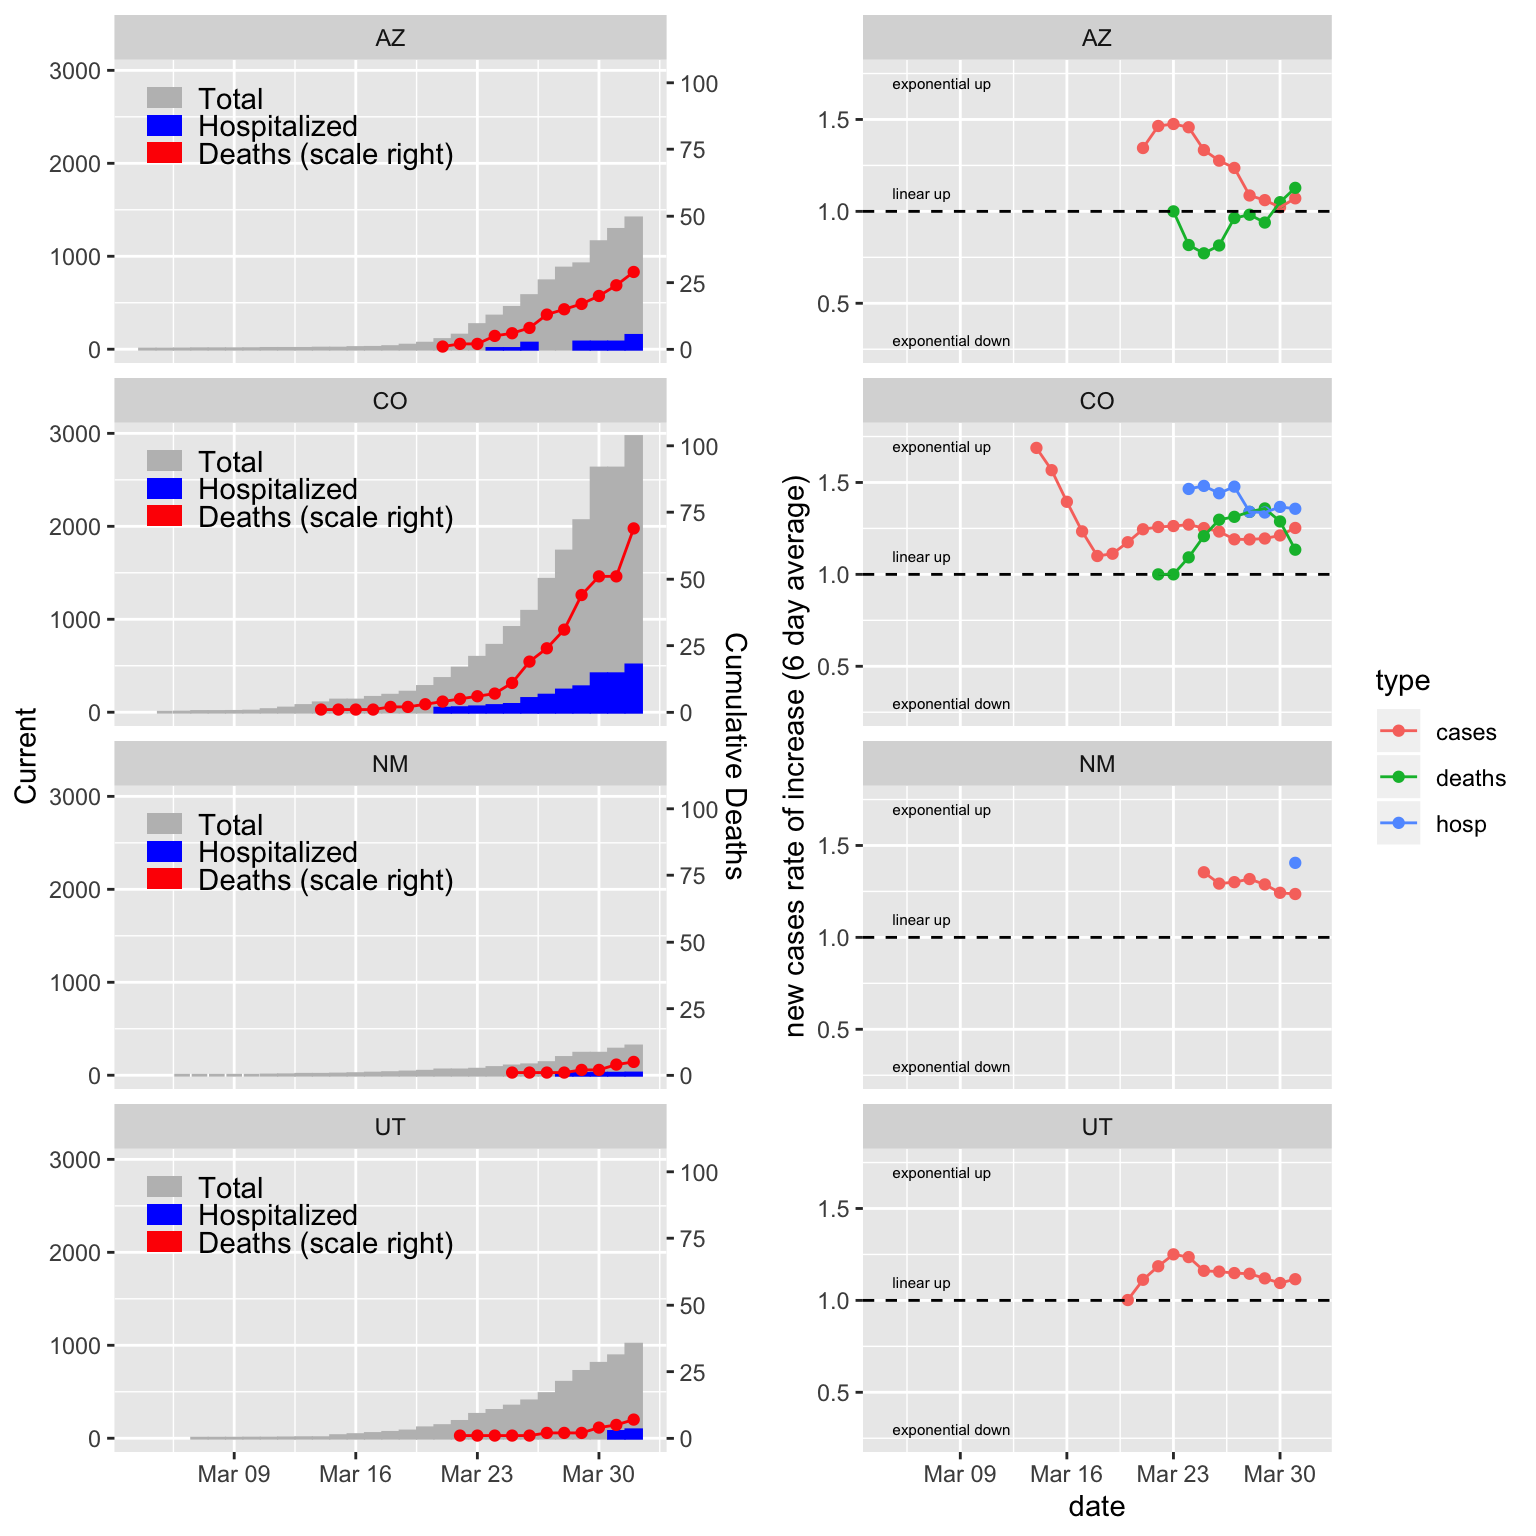 AZ
3000
2000
1000
0
Total
Hospitalized
Deaths (scale right)
100
75
50
25
0
CO
3000
2000
1000
0
Total
Hospitalized
Deaths (scale right)
100
75
50
25
0
NM
3000
2000
1000
0
Total
Hospitalized
Deaths (scale right)
100
75
50
25
0
UT
3000
2000
1000
0
Total
Hospitalized
Deaths (scale right)
100
75
50
25
0
Mar 09 Mar 16 Mar 23 Mar 30
Current
Cumulative Deaths
AZ
1.5
1.0
0.5
exponential up
linear up
exponential down
CO
1.5
1.0
0.5
exponential up
linear up
exponential down
NM
1.5
1.0
0.5
exponential up
linear up
exponential down
UT
1.5
1.0
0.5
exponential up
linear up
exponential down
Mar 09 Mar 16 Mar 23 Mar 30
date
new cases rate of increase (6 day average)
type
cases
deaths
hosp